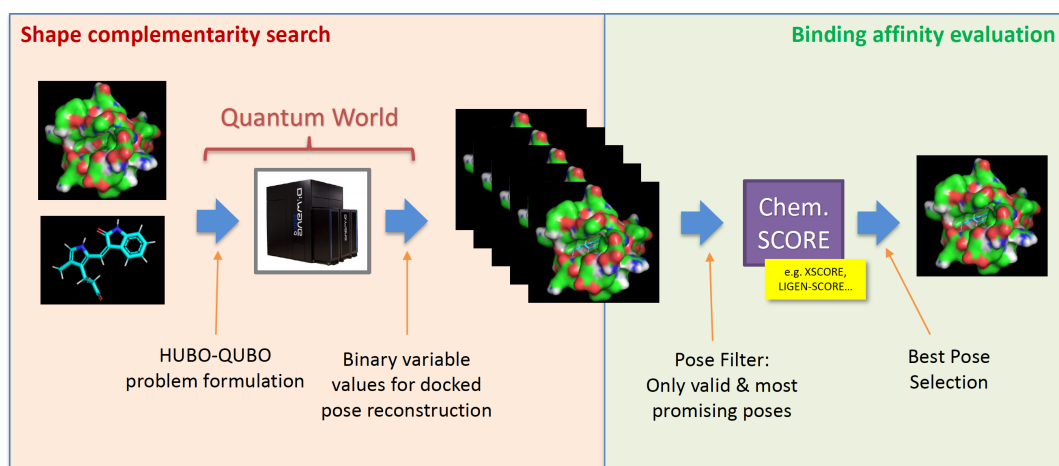 Shape complementarity search
Binding affinity evaluation
Quantum World
D:WAVE
Chem.
SCORE
e.g. XSCORE,
LIGEN-SCORE...
HUBO-QUBO
problem formulation
Binary variable
values for docked
pose reconstruction
Pose Filter:
Only valid & most
promising poses
Best Pose
Selection